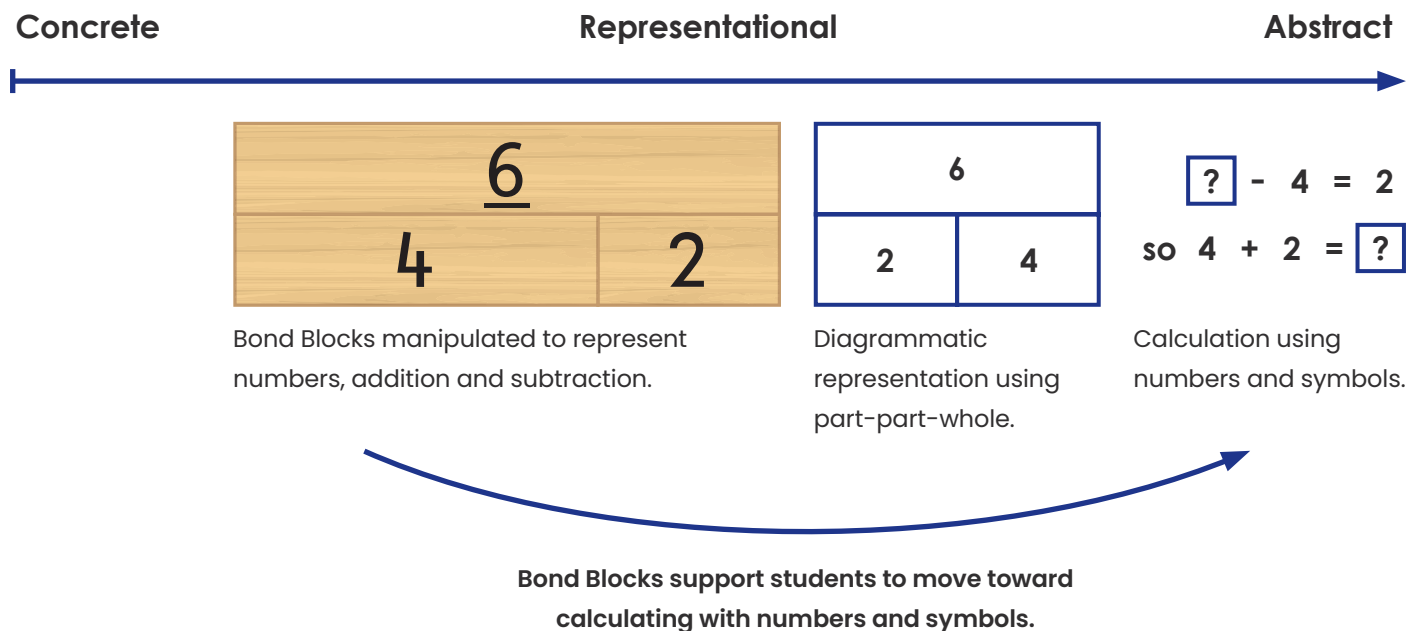 Concrete
Representational
Abstract
6
4 2
Bond Blocks manipulated to represent
numbers, addition and subtraction.
6
2 4
Diagrammatic
representation using
part-part-whole.
? - 4 = 2
so 4 + 2 = ?
Calculation using
numbers and symbols.
Bond Blocks support students to move toward
calculating with numbers and symbols.